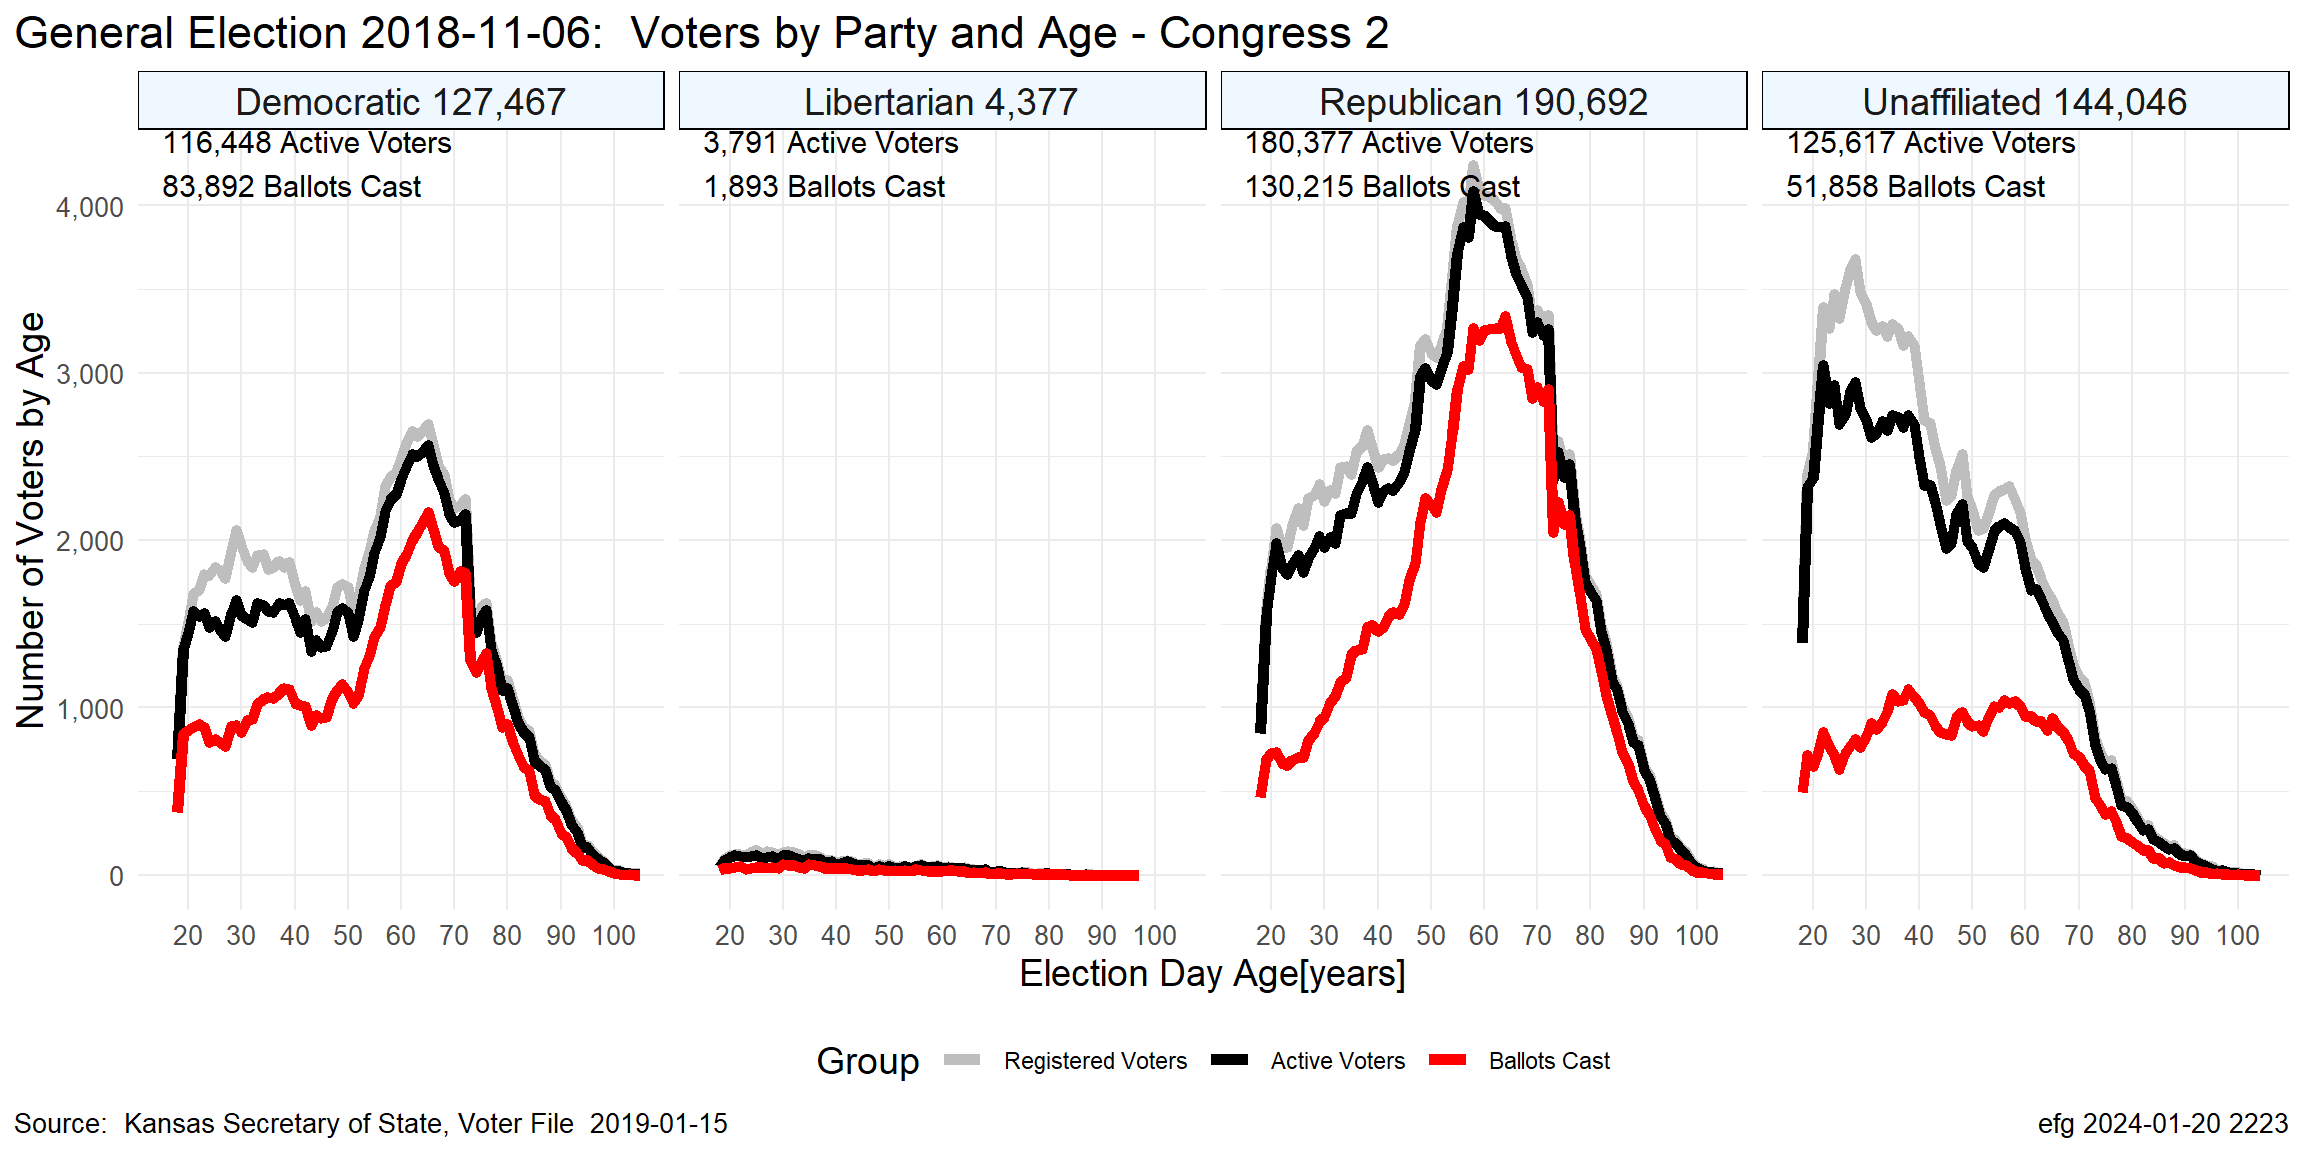 General Election 2018-11-06:  Voters by Party and Age - Congress 2
Democratic 127,467
Libertarian 4,377
Republican 190,692
Unaffiliated 144,046
116,448 Active Voters
83,892 Ballots Cast
3,791 Active Voters
1,893 Ballots Cast
180,377 Active Voters
130,215 Ballots Cast
125,617 Active Voters
51,858 Ballots Cast
Number of Voters by Age
4,000
3,000
2,000
1,000
0
20 30 40 50 60 70 80 90 100
20 30 40 50 60 70 80 90 100
20 30 40 50 60 70 80 90 100
20 30 40 50 60 70 80 90 100
Election Day Age[years]
Group Registered Voters Active Voters Ballots Cast
Source:  Kansas Secretary of State, Voter File  2019-01-15
efg 2024-01-20 2223